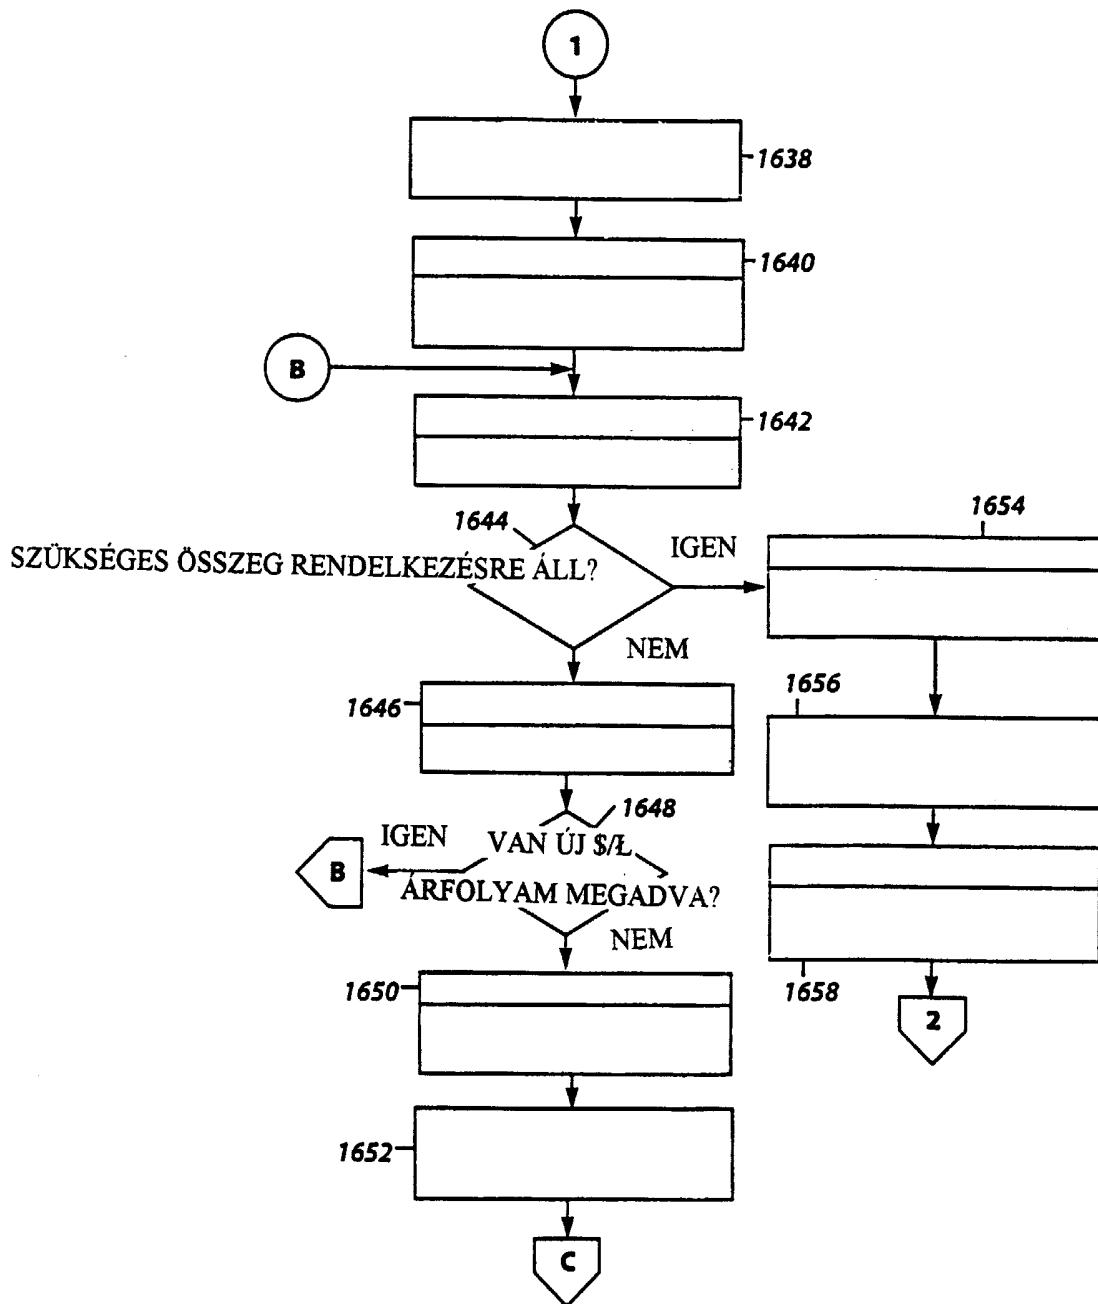 1
1638
1640
B
1642
1644
1654
IGEN
SZÜKSÉGES ÖSSZEG RENDELKEZÉSRE ÁLL?
NEM
1656
1646
1648
IGEN
VAN ÚJ $/Ł
B
ÁRFOLYAM MEGADVA?
NEM
1650
1658
2
1652
C